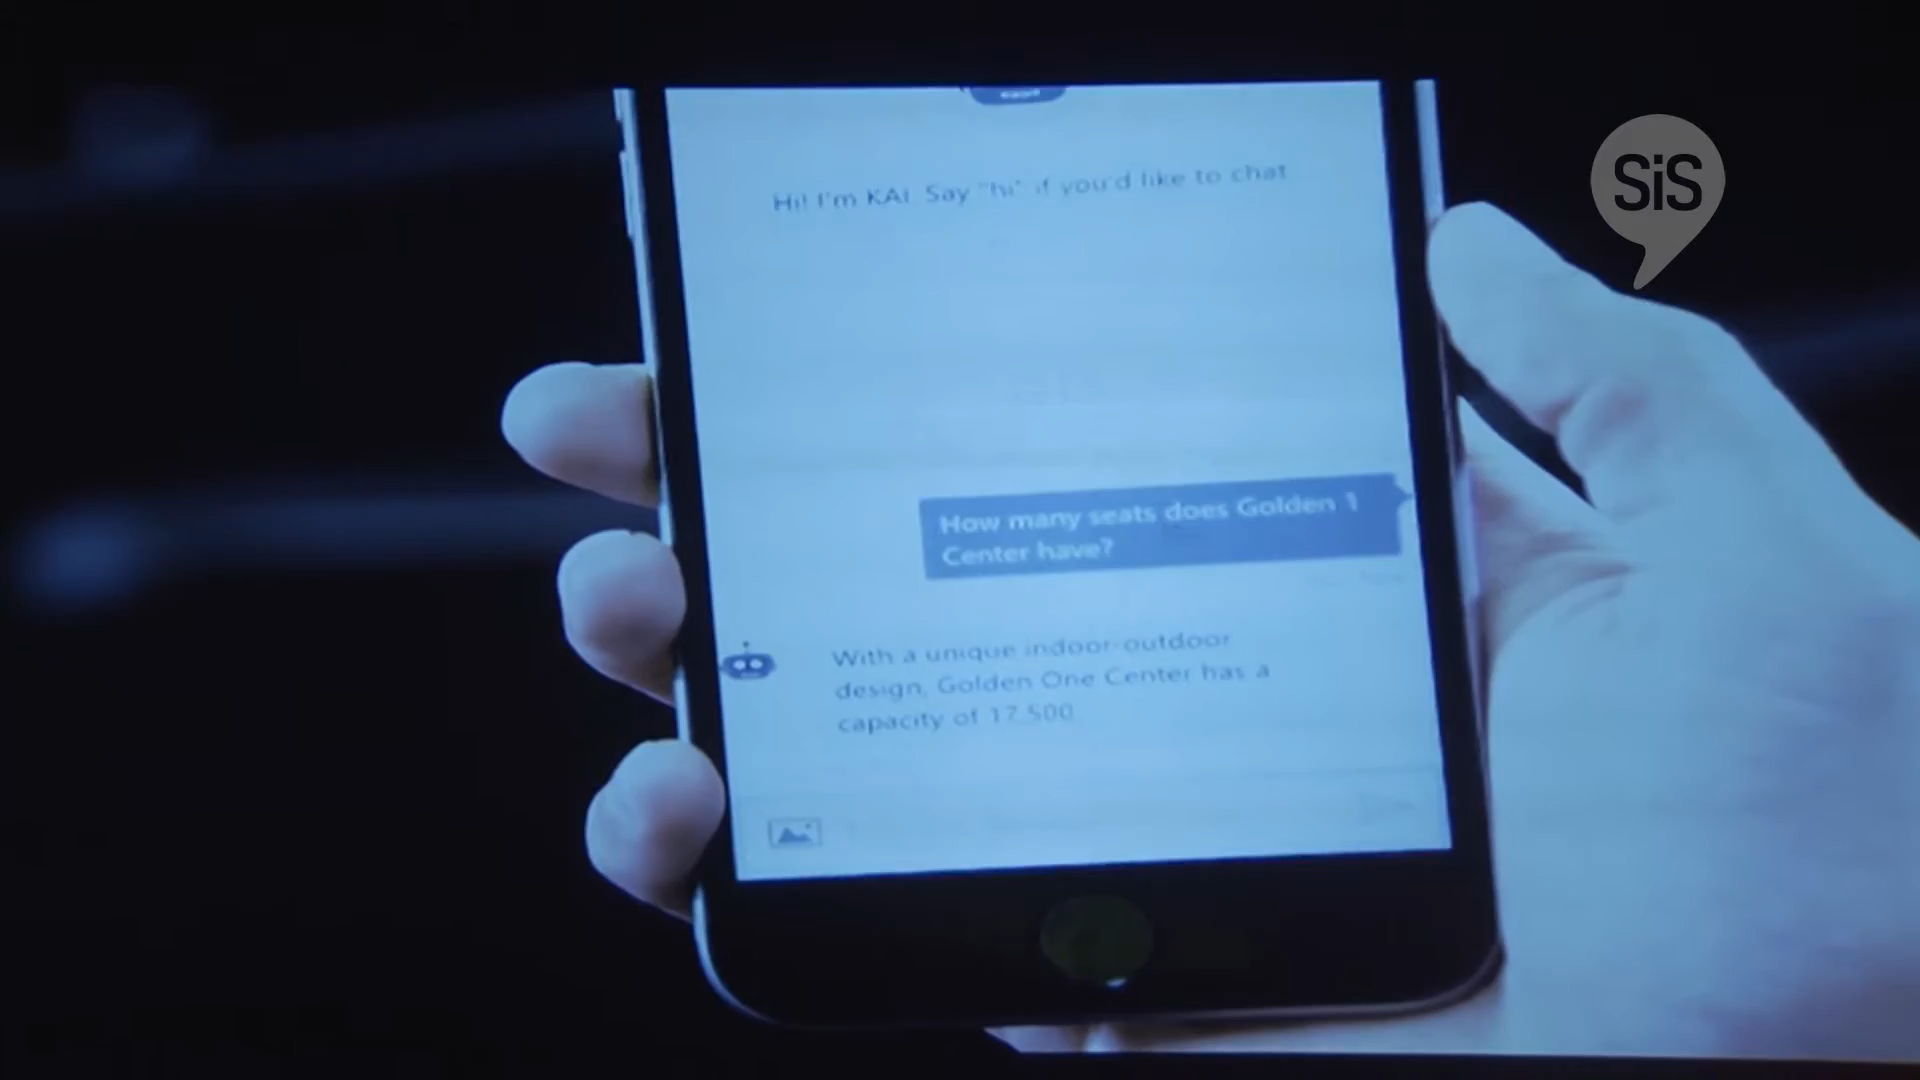 Hi! I'm KAI. Say "hi" if you'd like to chat
SiS
How many seats does Golden 1
Center have?
With a unique indoor-outdoor
design, Golden One Center has a
capacity of 17,500